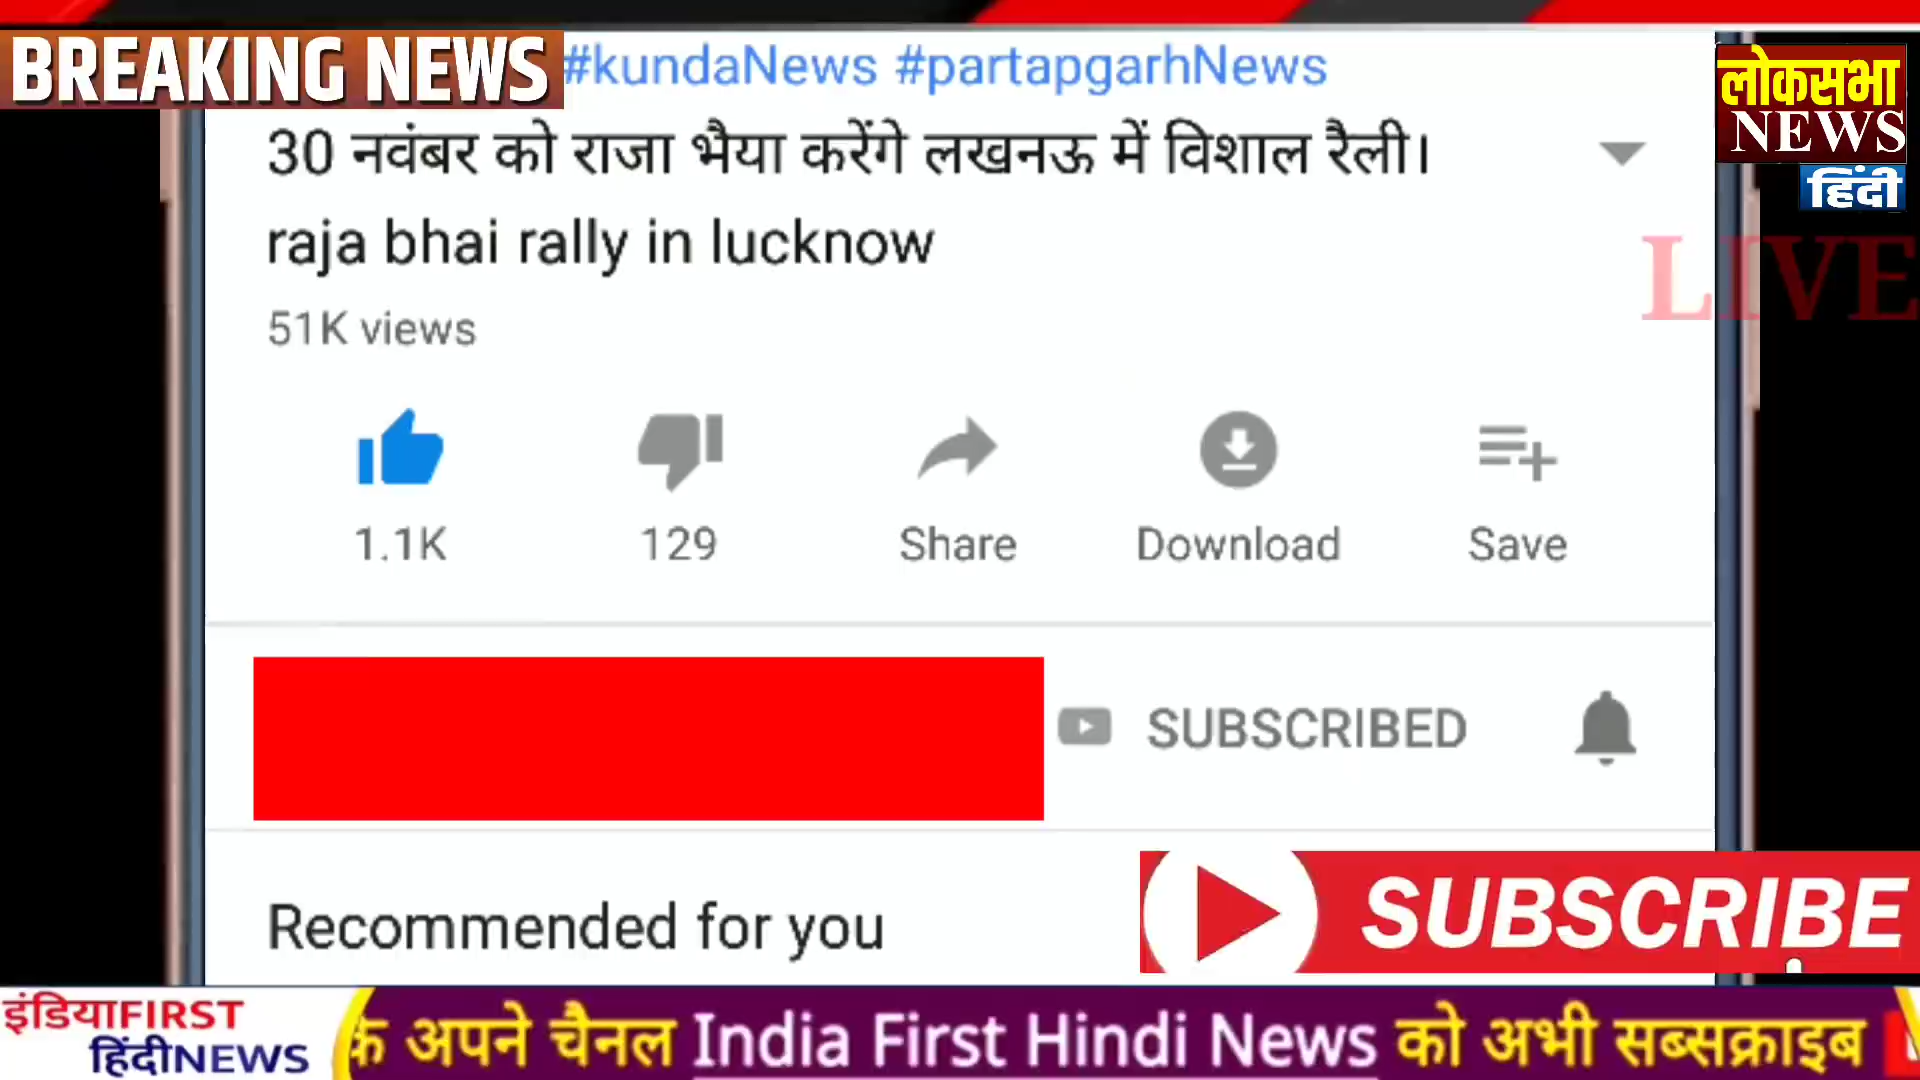 BREAKING NEWS
#kundaNews #partapgarhNews
लोकसभा
NEWS
हिंदी
30 नवंबर को राजा भैया करेंगे लखनऊ में विशाल रैली।
raja bhai rally in lucknow
LIVE
51K views
1.1K
129
Share
Download
Save
SUBSCRIBED
Recommended for you
SUBSCRIBE
इंडियाFIRST
हिंदीNEWS
अपने चैनल India First Hindi News को अभी सब्सक्राइब